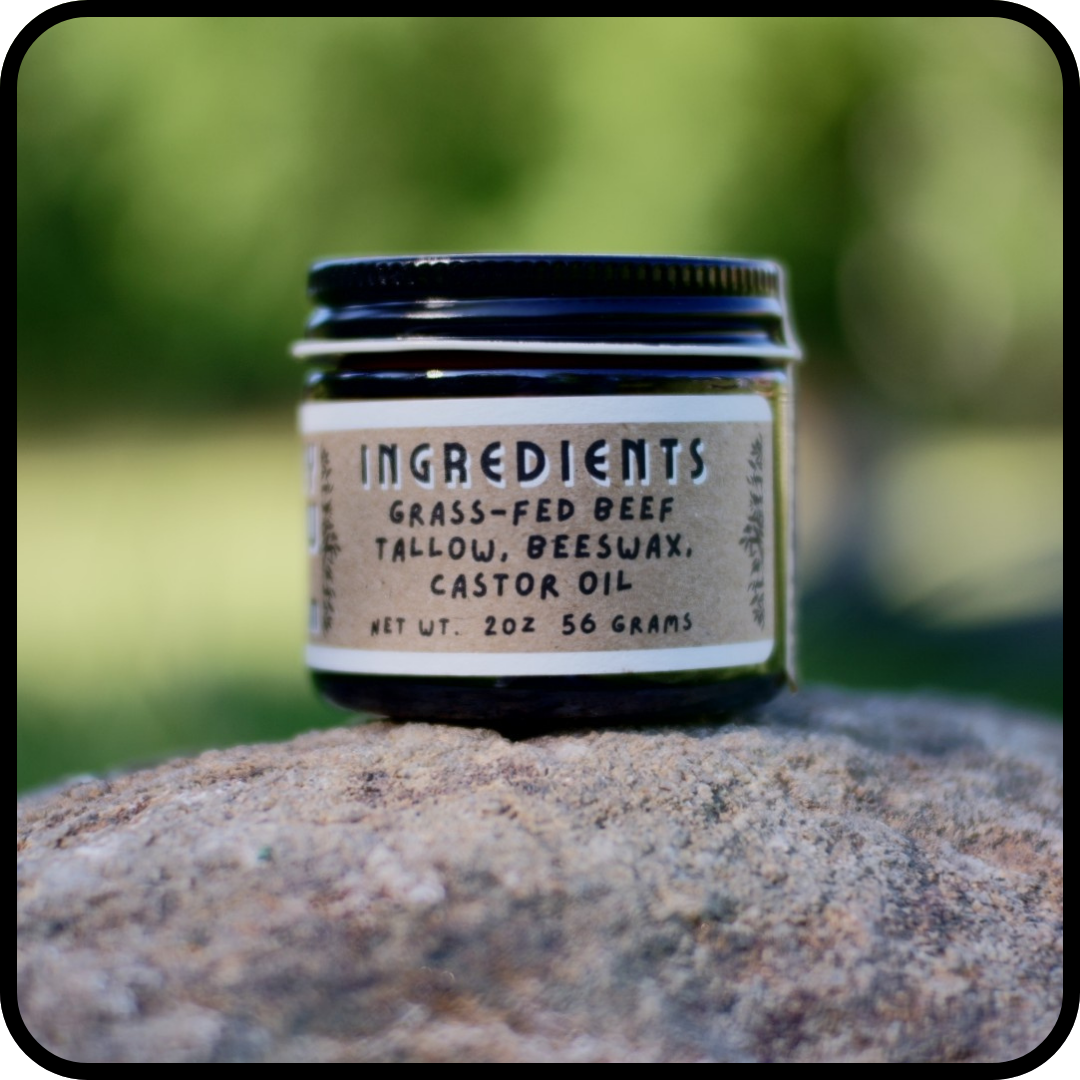 INGREDIENTS
GRASS-FED BEEF
TALLOW, BEESWAX,
CASTOR OIL
NET WT. 2OZ 56 GRAMS